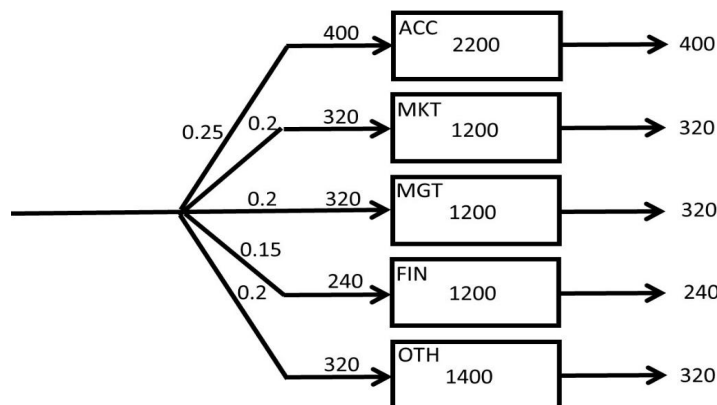 400 ACC 2200 400
0.25 0.2 320 MKT 1200 320
0.2 320 MGT 1200 320
0.15 240 FIN 1200 240
0.2 320 OTH 1400 320